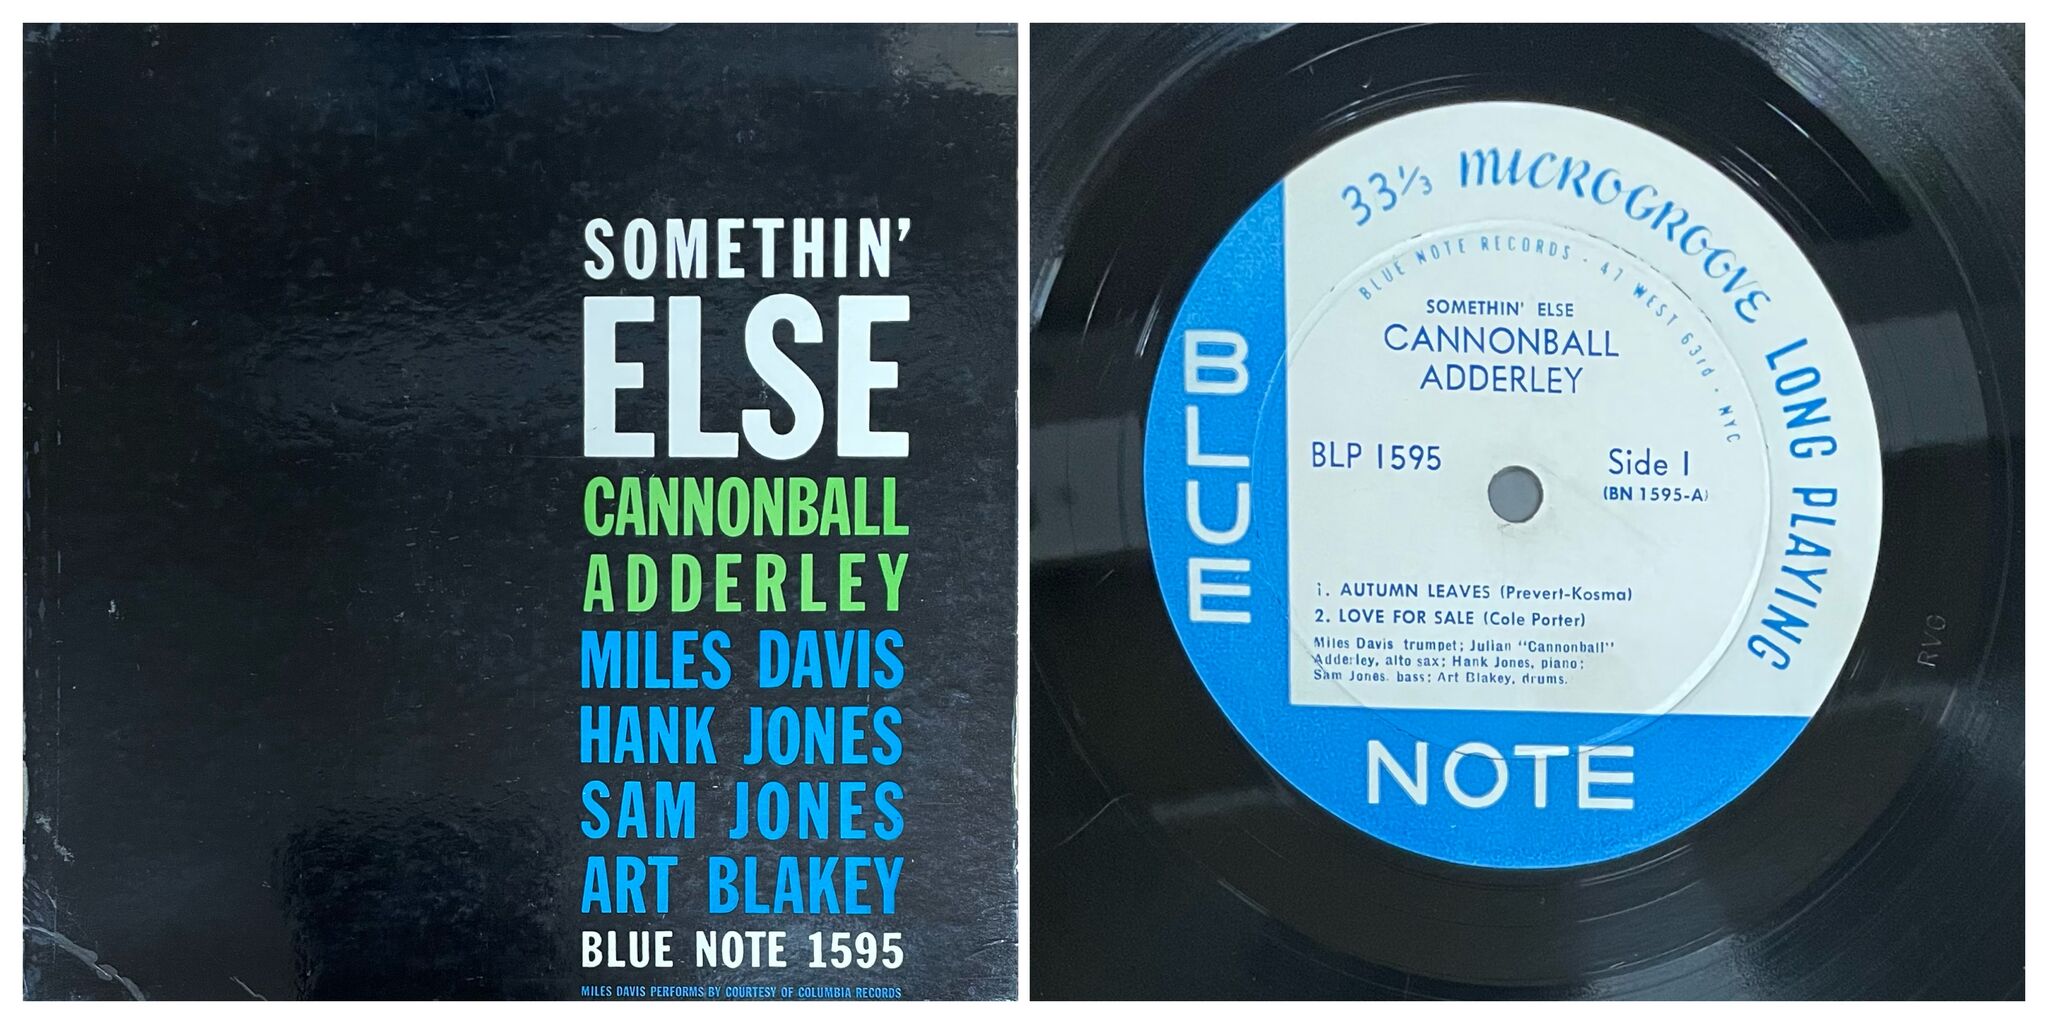 SOMETHIN'
ELSE
CANNONBALL
ADDERLEY
MILES DAVIS
HANK JONES
SAM JONES
ART BLAKEY
BLUE NOTE 1595
MILES DAVIS PERFORMS BY COURTESY OF COLUMBIA RECORDS
33⅓ MICROGROOVE LONG PLAYING
BLUE NOTE RECORDS • 47 WEST 63rd • NYC
SOMETHIN' ELSE
CANNONBALL
ADDERLEY
BLP 1595
Side 1
(BN 1595-A)
1. AUTUMN LEAVES (Prevert-Kosma)
2. LOVE FOR SALE (Cole Porter)
Miles Davis trumpet; Julian "Cannonball"
Adderley, alto sax; Hank Jones, piano;
Sam Jones. bass; Art Blakey, drums.
BLUE
NOTE
RVG